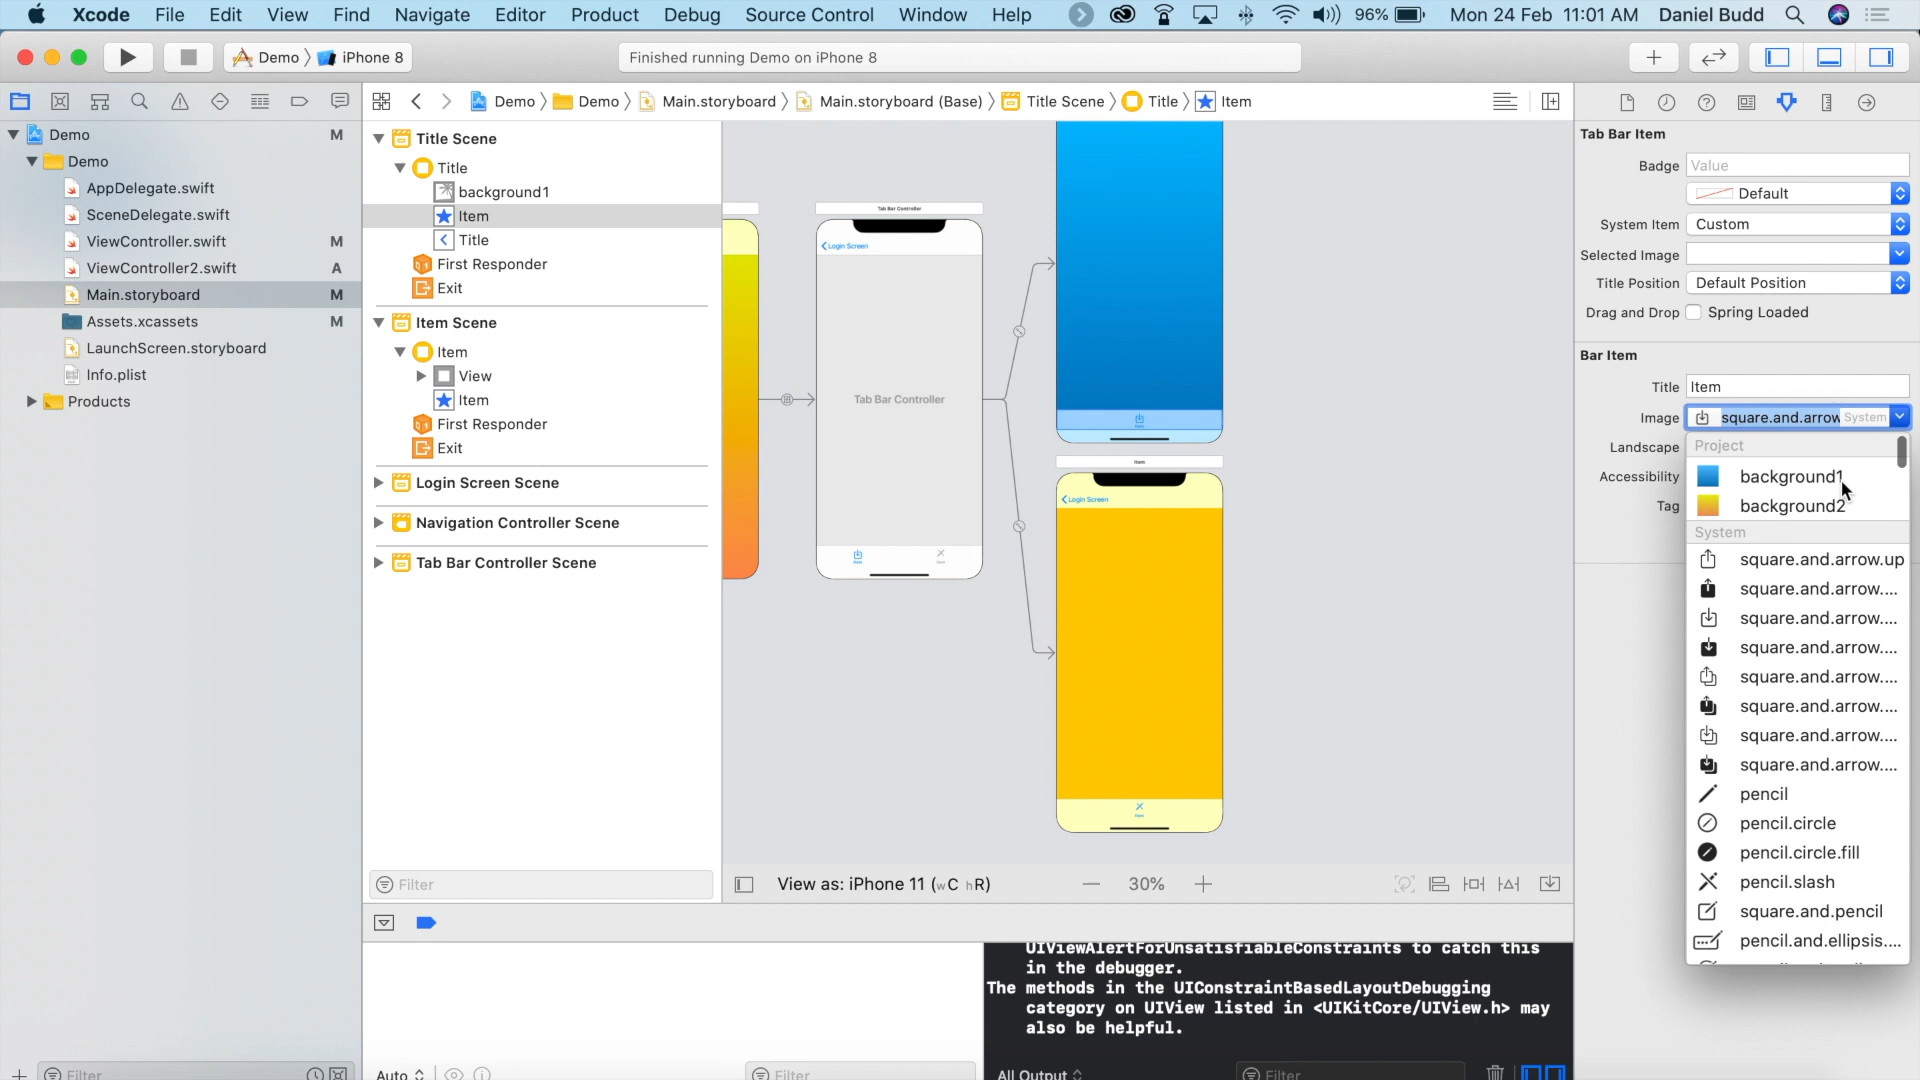 Xcode File Edit View Find Navigate Editor Product Debug Source Control Window Help 96% Mon 24 Feb 11:01 AM Daniel Budd
Demo iPhone 8 Finished running Demo on iPhone 8
Demo Demo Main.storyboard Main.storyboard (Base) Title Scene Title Item
Demo M
Demo
AppDelegate.swift
SceneDelegate.swift
ViewController.swift M
ViewController2.swift A
Main.storyboard M
Assets.xcassets M
LaunchScreen.storyboard
Info.plist
Products
Filter
Title Scene
Title
background1
Item
Title
First Responder
Exit
Item Scene
Item
View
Item
First Responder
Exit
Login Screen Scene
Navigation Controller Scene
Tab Bar Controller Scene
Filter
Tab Bar Controller
Login Screen
Tab Bar Controller
Item
Login Screen
Item
View as: iPhone 11 (wC hR) 30%
UIViewAlertForUnsatisfiableConstraints to catch this
in the debugger.
The methods in the UIConstraintBasedLayoutDebugging
category on UIView listed in <UIKitCore/UIView.h> may
also be helpful.
Auto Filter All Output Filter
Tab Bar Item
Badge Value
Default
System Item Custom
Selected Image
Title Position Default Position
Drag and Drop Spring Loaded
Bar Item
Title Item
Image square.and.arrow System
Landscape
Accessibility
Tag
Project
background1
background2
System
square.and.arrow.up
square.and.arrow....
square.and.arrow....
square.and.arrow....
square.and.arrow....
square.and.arrow....
square.and.arrow....
square.and.arrow....
pencil
pencil.circle
pencil.circle.fill
pencil.slash
square.and.pencil
pencil.and.ellipsis....